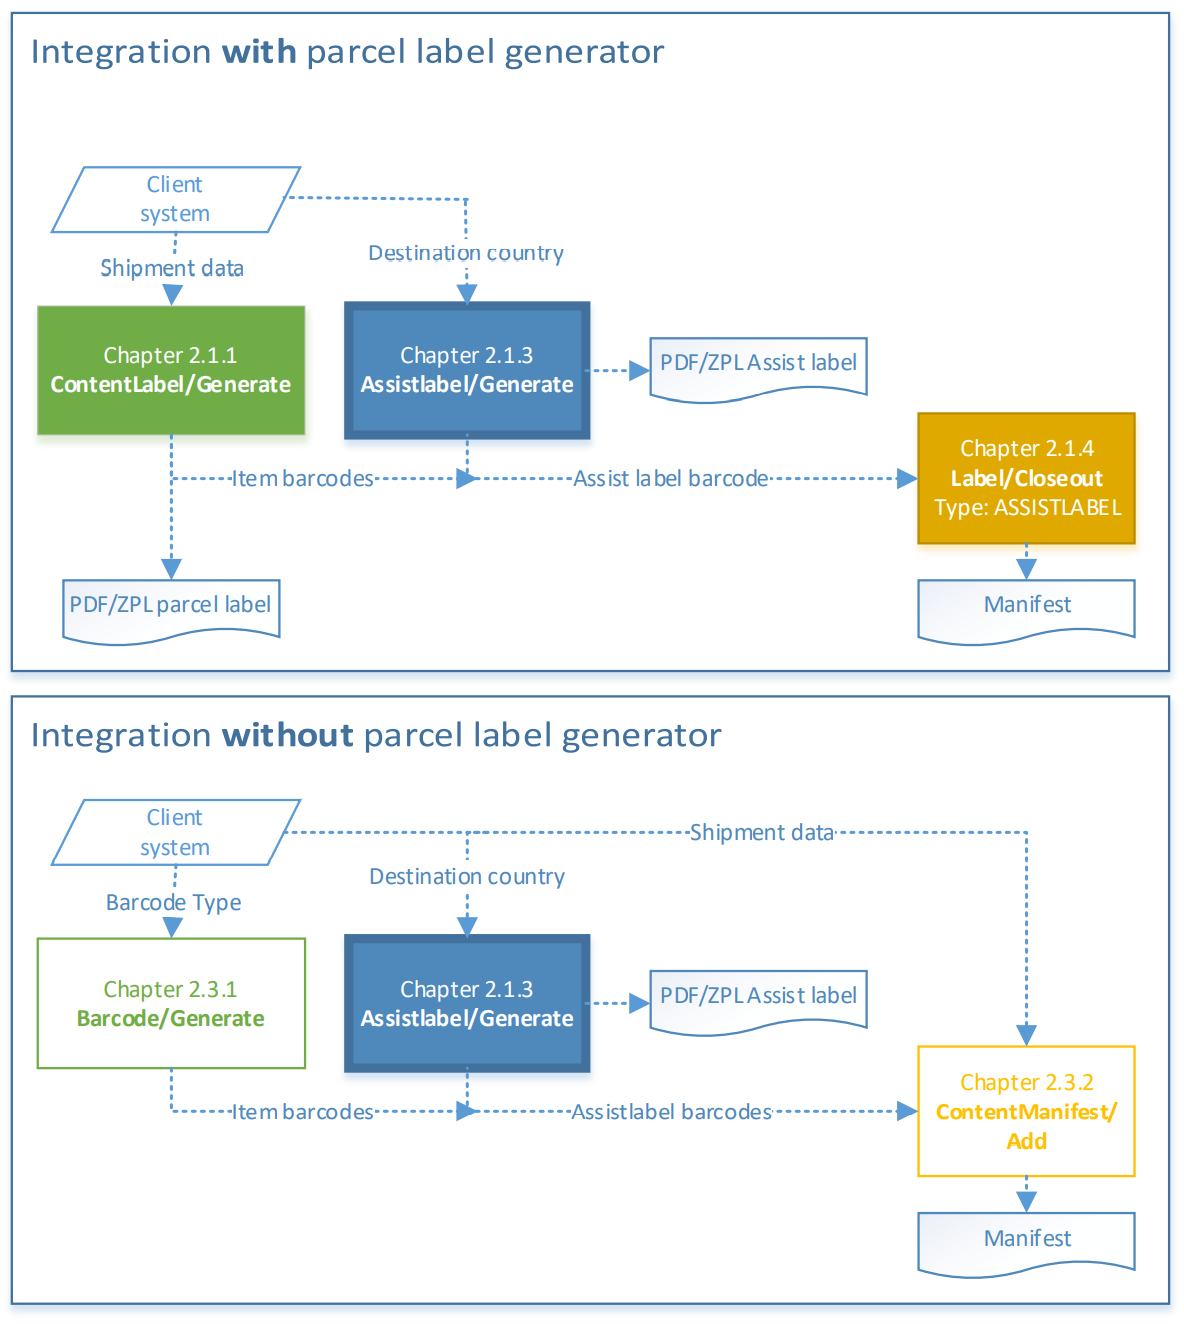 Integration with parcel label generator
Client
system
Shipment data
Destination country
Chapter 2.1.1
ContentLabel/Generate
Chapter 2.1.3
Assistlabel/Generate
PDF/ZPL Assist label
Item barcodes
Assist label barcode
Chapter 2.1.4
Label/Closeout
Type: ASSISTLABEL
PDF/ZPL parcel label
Manifest
Integration without parcel label generator
Client
system
Shipment data
Destination country
Barcode Type
Chapter 2.3.1
Barcode/Generate
Chapter 2.1.3
Assistlabel/Generate
PDF/ZPL Assist label
Item barcodes
Assistlabel barcodes
Chapter 2.3.2
ContentManifest/
Add
Manifest